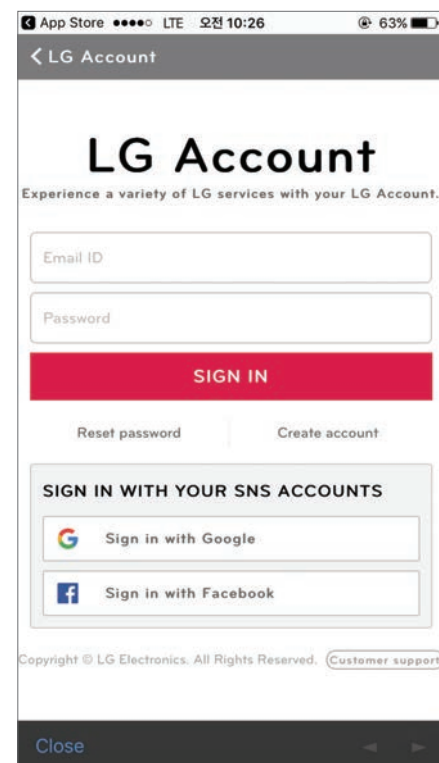 App Store LTE 오전 10:26 63%
LG Account
LG Account
Experience a variety of LG services with your LG Account.
Email ID
Password
SIGN IN
Reset password Create account
SIGN IN WITH YOUR SNS ACCOUNTS
Sign in with Google
Sign in with Facebook
Copyright © LG Electronics. All Rights Reserved. Customer support
Close